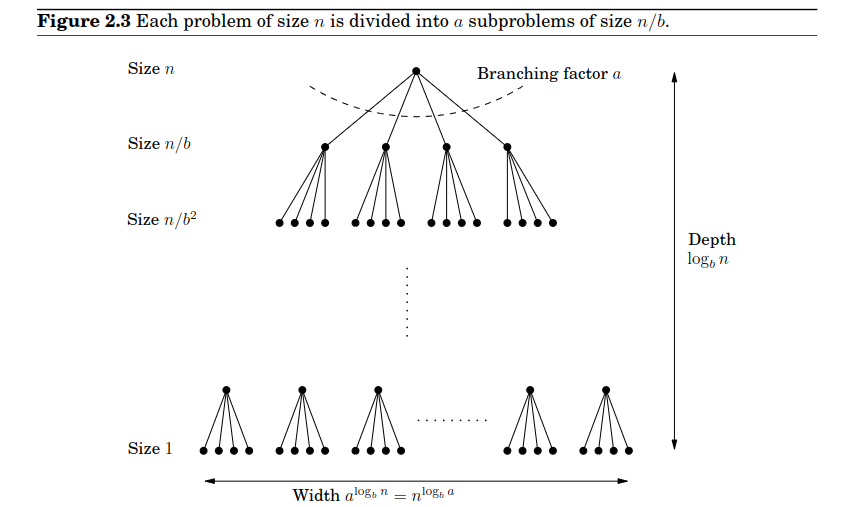 Figure 2.3 Each problem of size n is divided into a subproblems of size n/b.
Size n
Branching factor a
Size n/b
Size n/b²
Depth
log_b n
Size 1
Width a^{log_b n} = n^{log_b a}